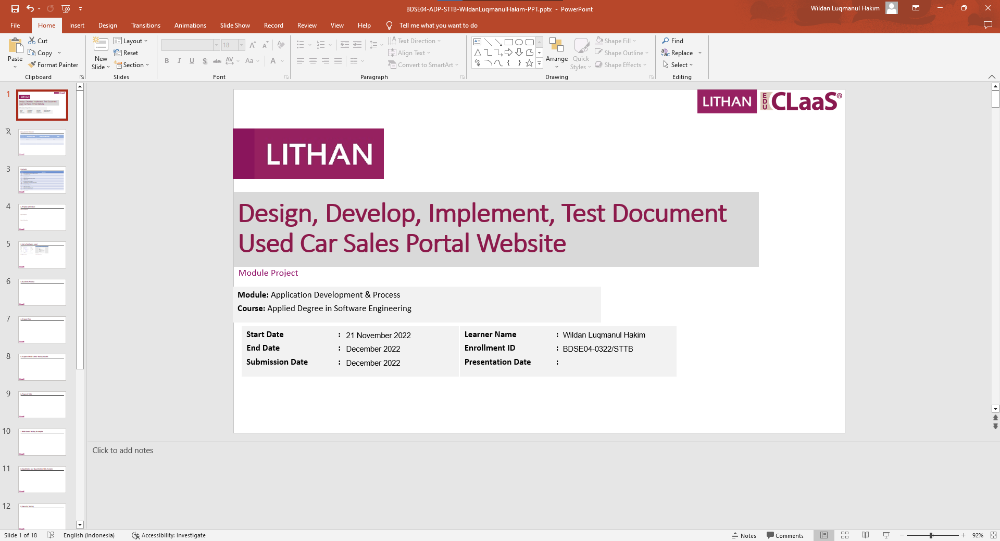 BDSE04-ADP-STTB-WildanLuqmanulHakim-PPT.pptx - PowerPoint
Wildan Luqmanul Hakim
File Home Insert Design Transitions Animations Slide Show Record Review View Help Tell me what you want to do
Paste
Cut
Copy
Format Painter
Clipboard
New Slide
Layout
Reset
Section
Slides
18
B I U S abc AV Aa A
Font
Text Direction
Align Text
Convert to SmartArt
Paragraph
Arrange
Quick Styles
Shape Fill
Shape Outline
Shape Effects
Drawing
Find
Replace
Select
Editing
1
2
3
4
5
6
7
8
9
10
11
12
LITHAN EDU CLaaS®
LITHAN
Design, Develop, Implement, Test Document
Used Car Sales Portal Website
Module Project
Module: Application Development & Process
Course: Applied Degree in Software Engineering
Start Date : 21 November 2022
End Date : December 2022
Submission Date : December 2022
Learner Name : Wildan Luqmanul Hakim
Enrollment ID : BDSE04-0322/STTB
Presentation Date :
Click to add notes
Slide 1 of 18 English (Indonesia) Accessibility: Investigate Notes Comments 92%